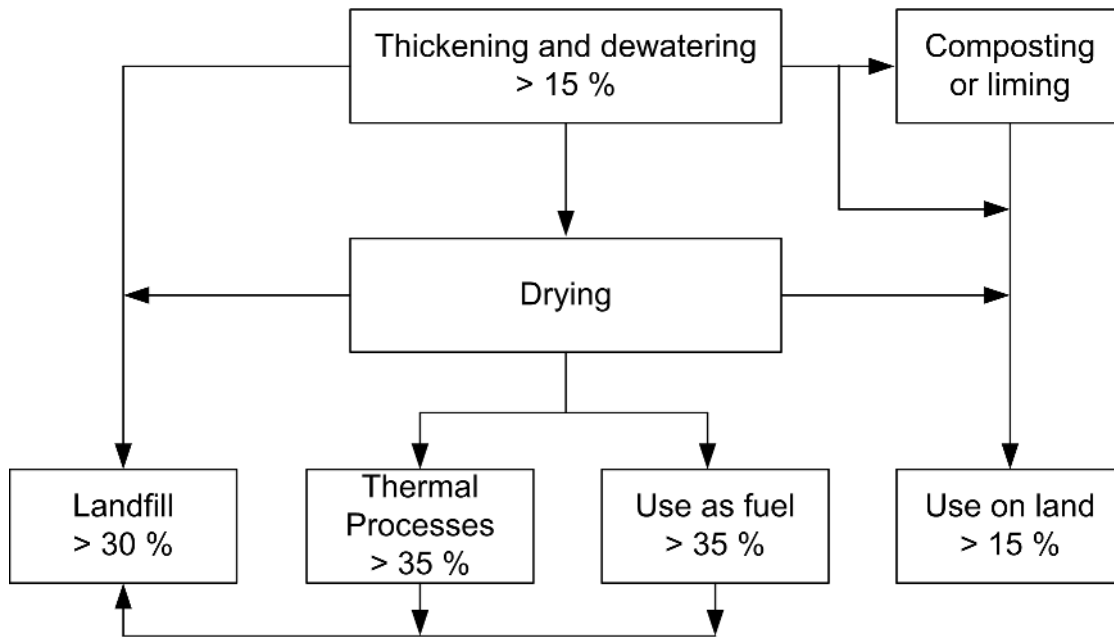 Thickening and dewatering
> 15 %
Composting
or liming
Drying
Landfill
> 30 %
Thermal
Processes
> 35 %
Use as fuel
> 35 %
Use on land
> 15 %